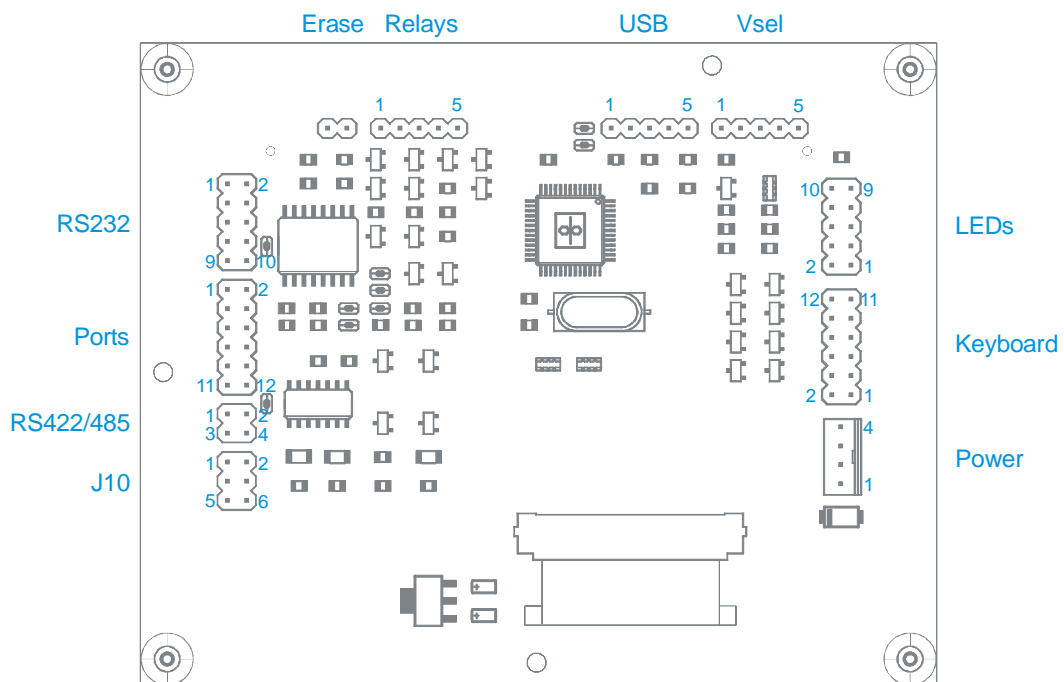 Erase Relays USB Vsel
1 5 1 5 1 5
1 2 10 9
RS232 LEDs
9 10 2 1
1 2 12 11
Ports Keyboard
11 12 2 1
1 2
RS422/485
3 4 4
1 2 Power
J10 1
5 6
+
+